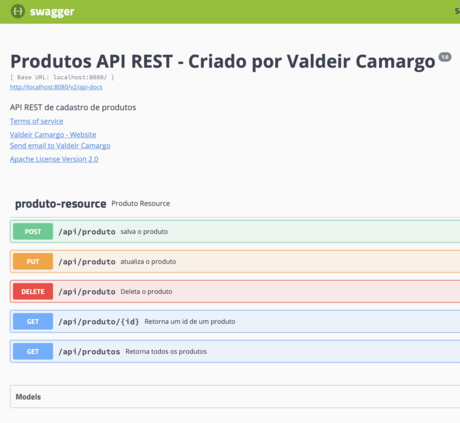 swagger
S
Produtos API REST - Criado por Valdeir Camargo 1.0
[ Base URL: localhost:8080/ ]
http://localhost:8080/v2/api-docs
API REST de cadastro de produtos
Terms of service
Valdeir Camargo - Website
Send email to Valdeir Camargo
Apache License Version 2.0
produto-resource Produto Resource
POST /api/produto salva o produto
PUT /api/produto atualiza o produto
DELETE /api/produto Deleta o produto
GET /api/produto/{id} Retorna um id de um produto
GET /api/produtos Retorna todos os produtos
Models